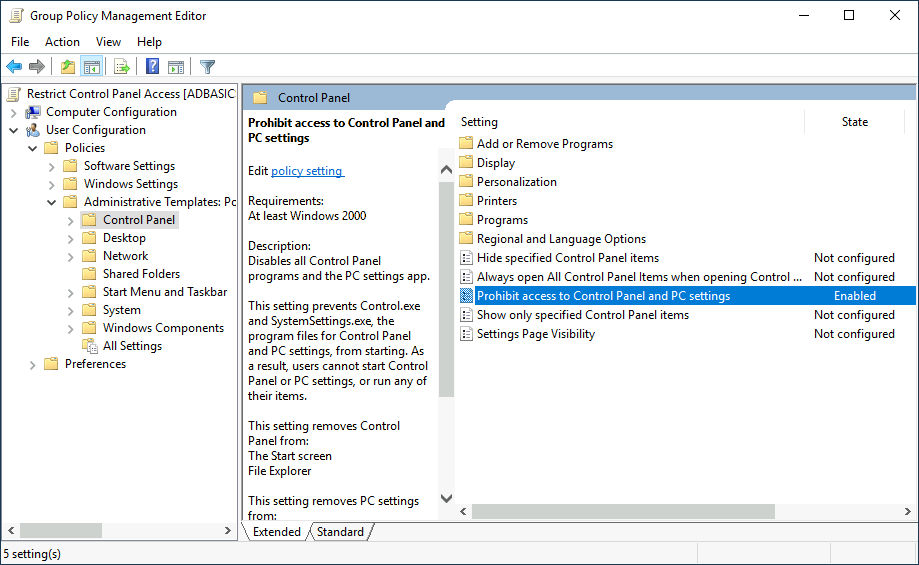 Group Policy Management Editor
File Action View Help
Restrict Control Panel Access [ADBASIC
Computer Configuration
User Configuration
Policies
Software Settings
Windows Settings
Administrative Templates: Po
Control Panel
Desktop
Network
Shared Folders
Start Menu and Taskbar
System
Windows Components
All Settings
Preferences
Control Panel
Prohibit access to Control Panel and
PC settings
Edit policy setting
Requirements:
At least Windows 2000
Description:
Disables all Control Panel
programs and the PC settings app.
This setting prevents Control.exe
and SystemSettings.exe, the
program files for Control Panel
and PC settings, from starting. As
a result, users cannot start Control
Panel or PC settings, or run any of
their items.
This setting removes Control
Panel from:
The Start screen
File Explorer
This setting removes PC settings
from:
Setting State
Add or Remove Programs
Display
Personalization
Printers
Programs
Regional and Language Options
Hide specified Control Panel items Not configured
Always open All Control Panel Items when opening Control ... Not configured
Prohibit access to Control Panel and PC settings Enabled
Show only specified Control Panel items Not configured
Settings Page Visibility Not configured
Extended Standard
5 setting(s)